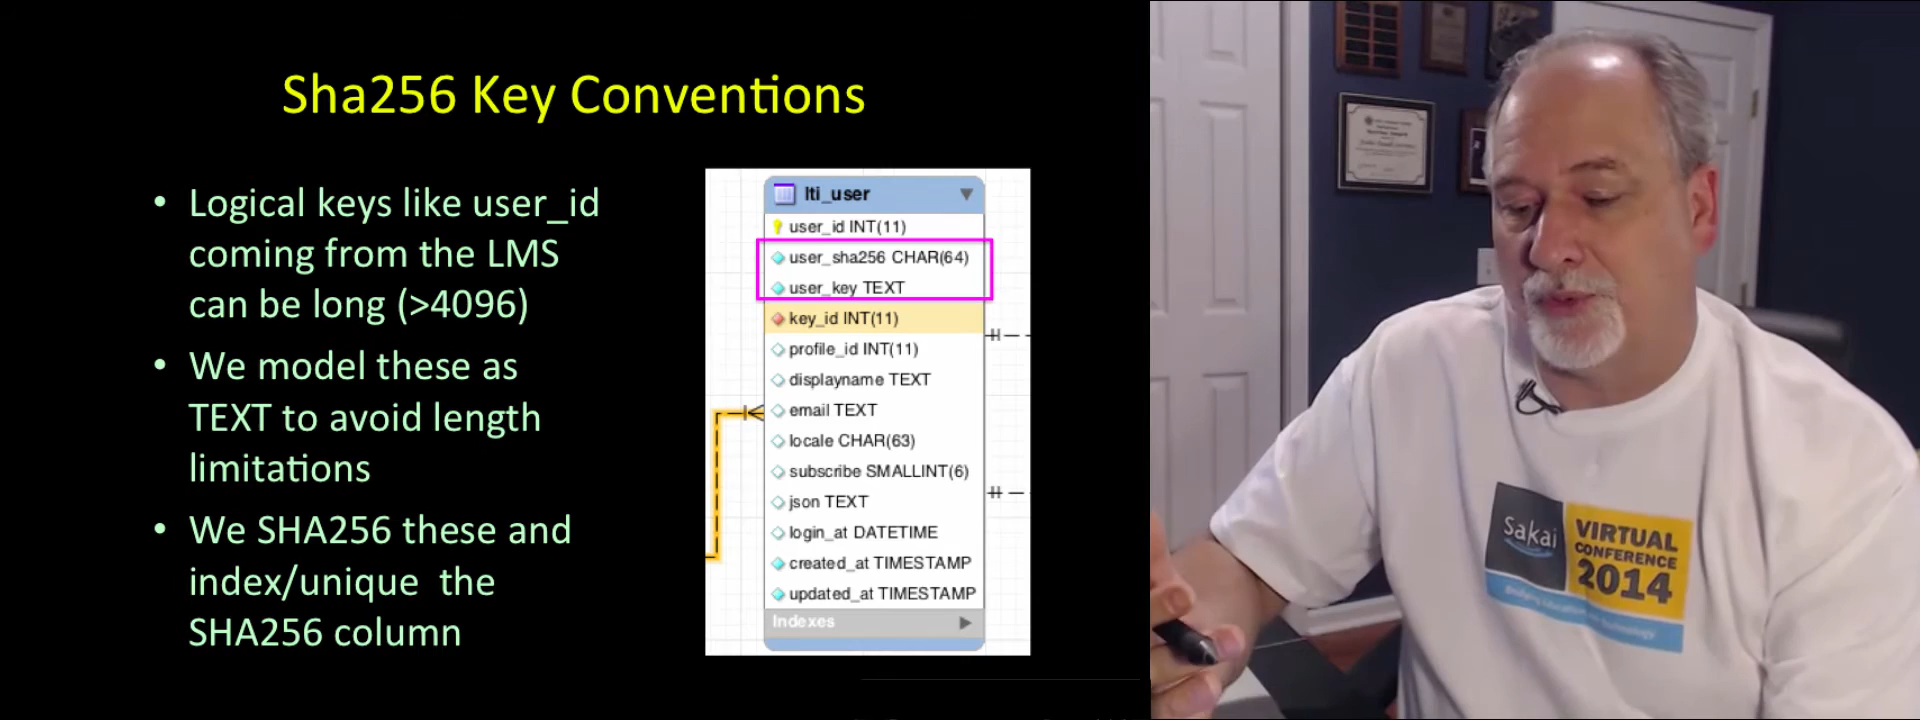 Sha256 Key Conventions
• Logical keys like user_id
coming from the LMS
can be long (>4096)
• We model these as
TEXT to avoid length
limitations
• We SHA256 these and
index/unique the
SHA256 column
lti_user
user_id INT(11)
user_sha256 CHAR(64)
user_key TEXT
key_id INT(11)
profile_id INT(11)
displayname TEXT
email TEXT
locale CHAR(63)
subscribe SMALLINT(6)
json TEXT
login_at DATETIME
created_at TIMESTAMP
updated_at TIMESTAMP
Indexes
sakai
VIRTUAL
CONFERENCE
2014